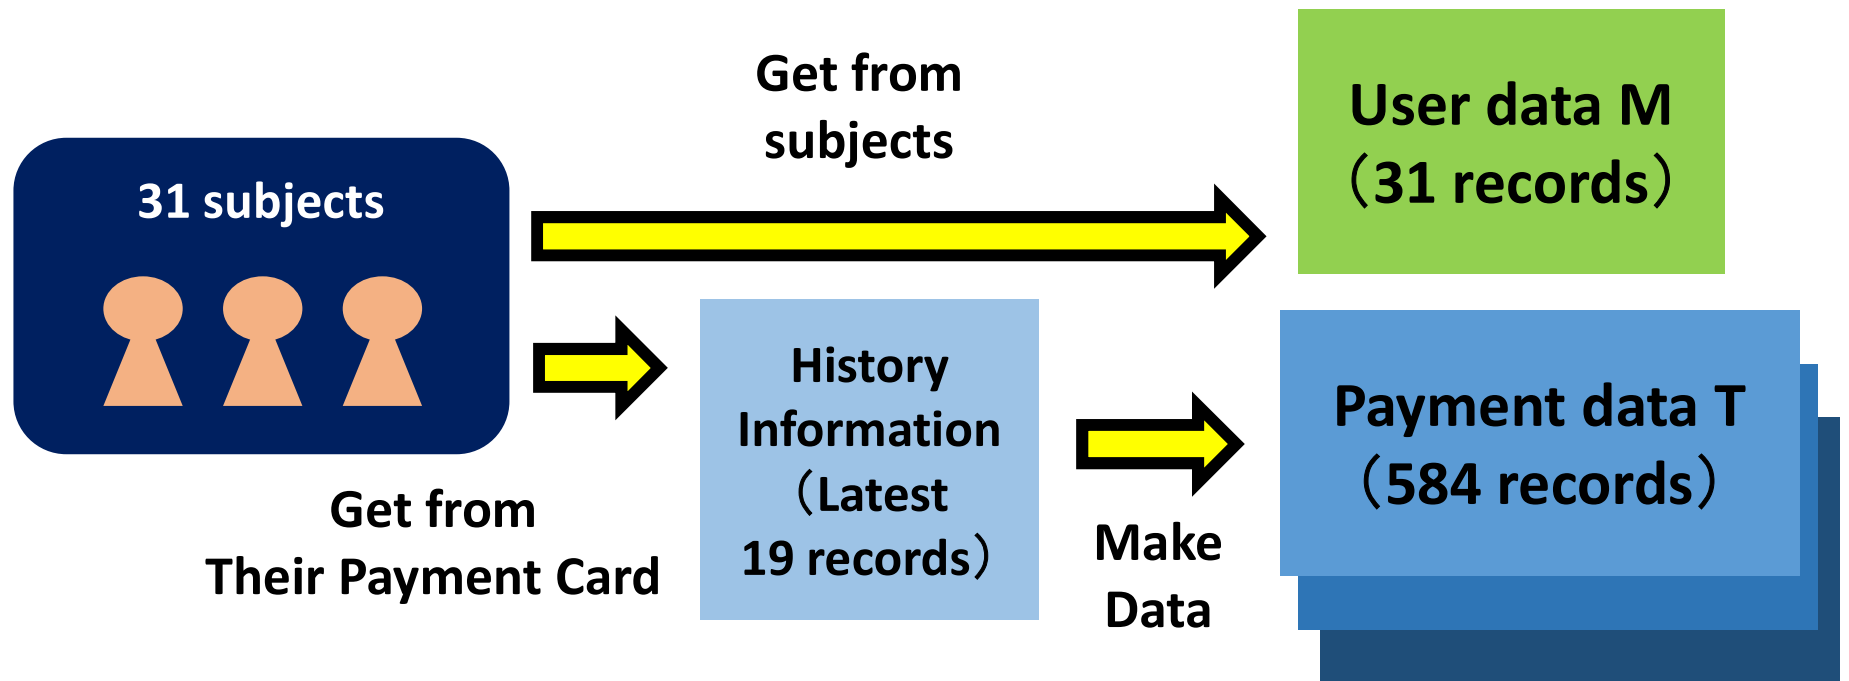 31 subjects
Get from
subjects
User data M
（31 records）
Get from
Their Payment Card
History
Information
（Latest
19 records）
Make
Data
Payment data T
（584 records）